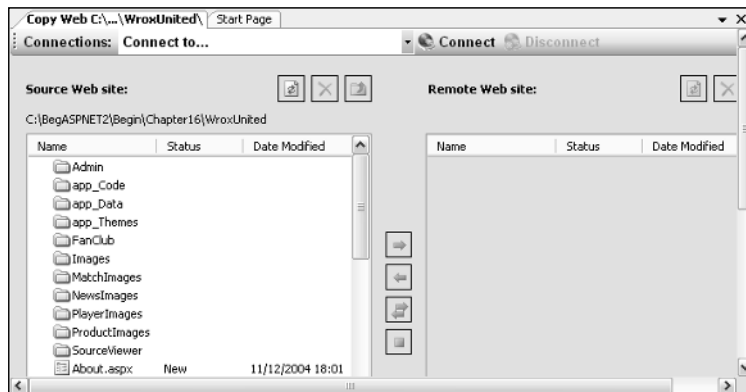 Copy Web C:\...\WroxUnited\ Start Page
Connections: Connect to... Connect Disconnect
Source Web site: Remote Web site:
C:\BegASPNET2\Begin\Chapter16\WroxUnited
Name Status Date Modified Name Status Date Modified
Admin
app_Code
app_Data
app_Themes
FanClub
Images
MatchImages
NewsImages
PlayerImages
ProductImages
SourceViewer
About.aspx New 11/12/2004 18:01